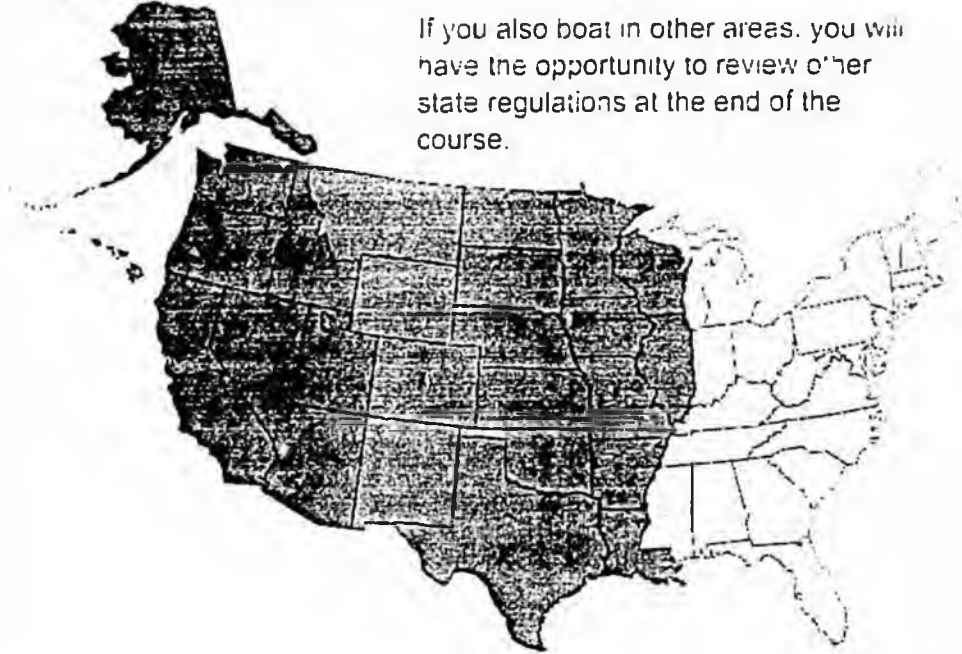 If you also boat in other areas, you will
have the opportunity to review other
state regulations at the end of the
course.